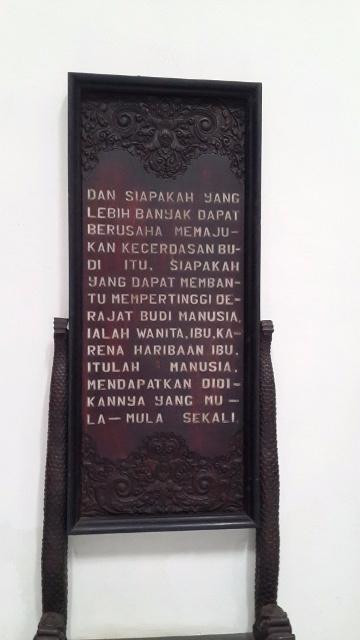 DAN SIAPAKAH YANG
LEBIH BANYAK DAPAT
BERUSAHA MEMAJU-
KAN KECERDASAN BU-
DI ITU, SIAPAKAH
YANG DAPAT MEMBAN-
TU MEMPERTINGGI DE-
RAJAT BUDI MANUSIA,
IALAH WANITA, IBU, KA-
RENA HARIBAAN IBU,
ITULAH MANUSIA,
MENDAPATKAN DIDI-
KANNYA YANG MU-
LA-MULA SEKALI.